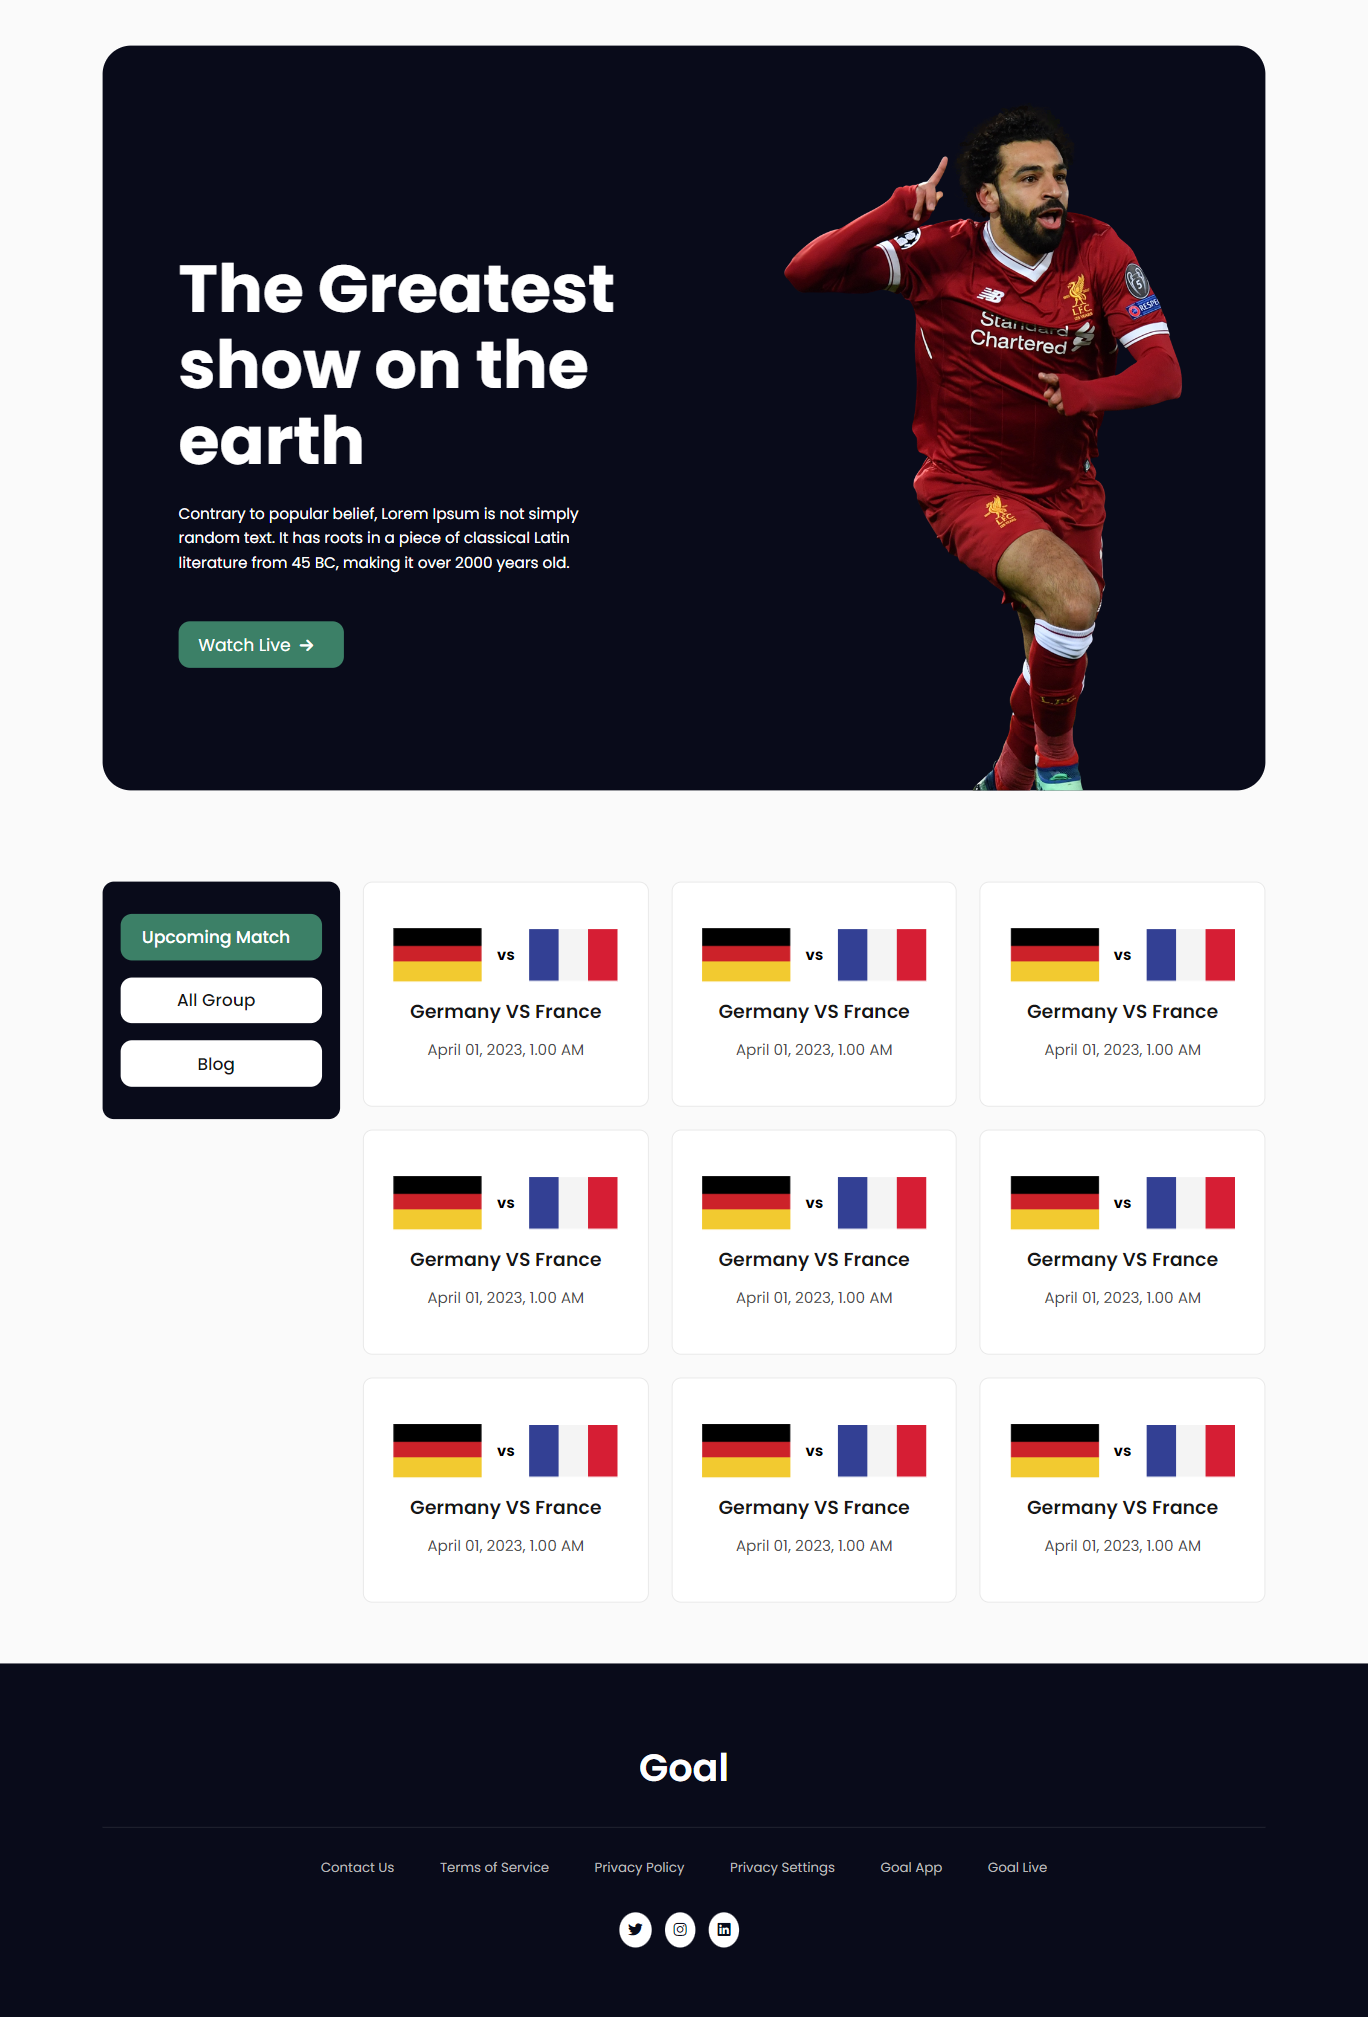 The Greatest
show on the
earth
Contrary to popular belief, Lorem Ipsum is not simply
random text. It has roots in a piece of classical Latin
literature from 45 BC, making it over 2000 years old.
Watch Live
Standard
Chartered
L.F.C.
RESPE
5
L.F.C.
Upcoming Match
All Group
Blog
vs
Germany VS France
April 01, 2023, 1.00 AM
vs
Germany VS France
April 01, 2023, 1.00 AM
vs
Germany VS France
April 01, 2023, 1.00 AM
vs
Germany VS France
April 01, 2023, 1.00 AM
vs
Germany VS France
April 01, 2023, 1.00 AM
vs
Germany VS France
April 01, 2023, 1.00 AM
vs
Germany VS France
April 01, 2023, 1.00 AM
vs
Germany VS France
April 01, 2023, 1.00 AM
vs
Germany VS France
April 01, 2023, 1.00 AM
Goal
Contact Us Terms of Service Privacy Policy Privacy Settings Goal App Goal Live